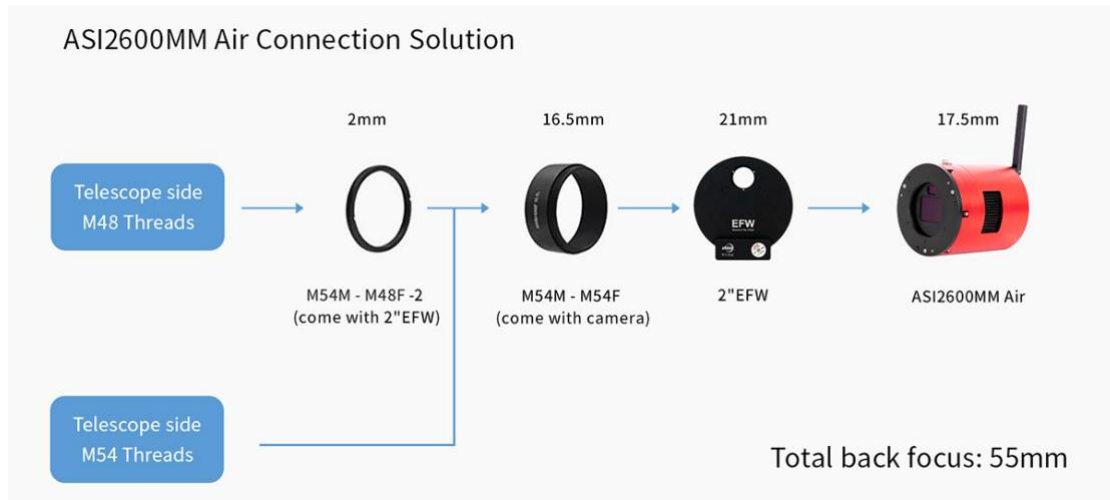 ASI2600MM Air Connection Solution
2mm
16.5mm
21mm
17.5mm
Telescope side
M48 Threads
EFW
M54M - M48F -2
(come with 2"EFW)
M54M - M54F
(come with camera)
2"EFW
ASI2600MM Air
Telescope side
M54 Threads
Total back focus: 55mm